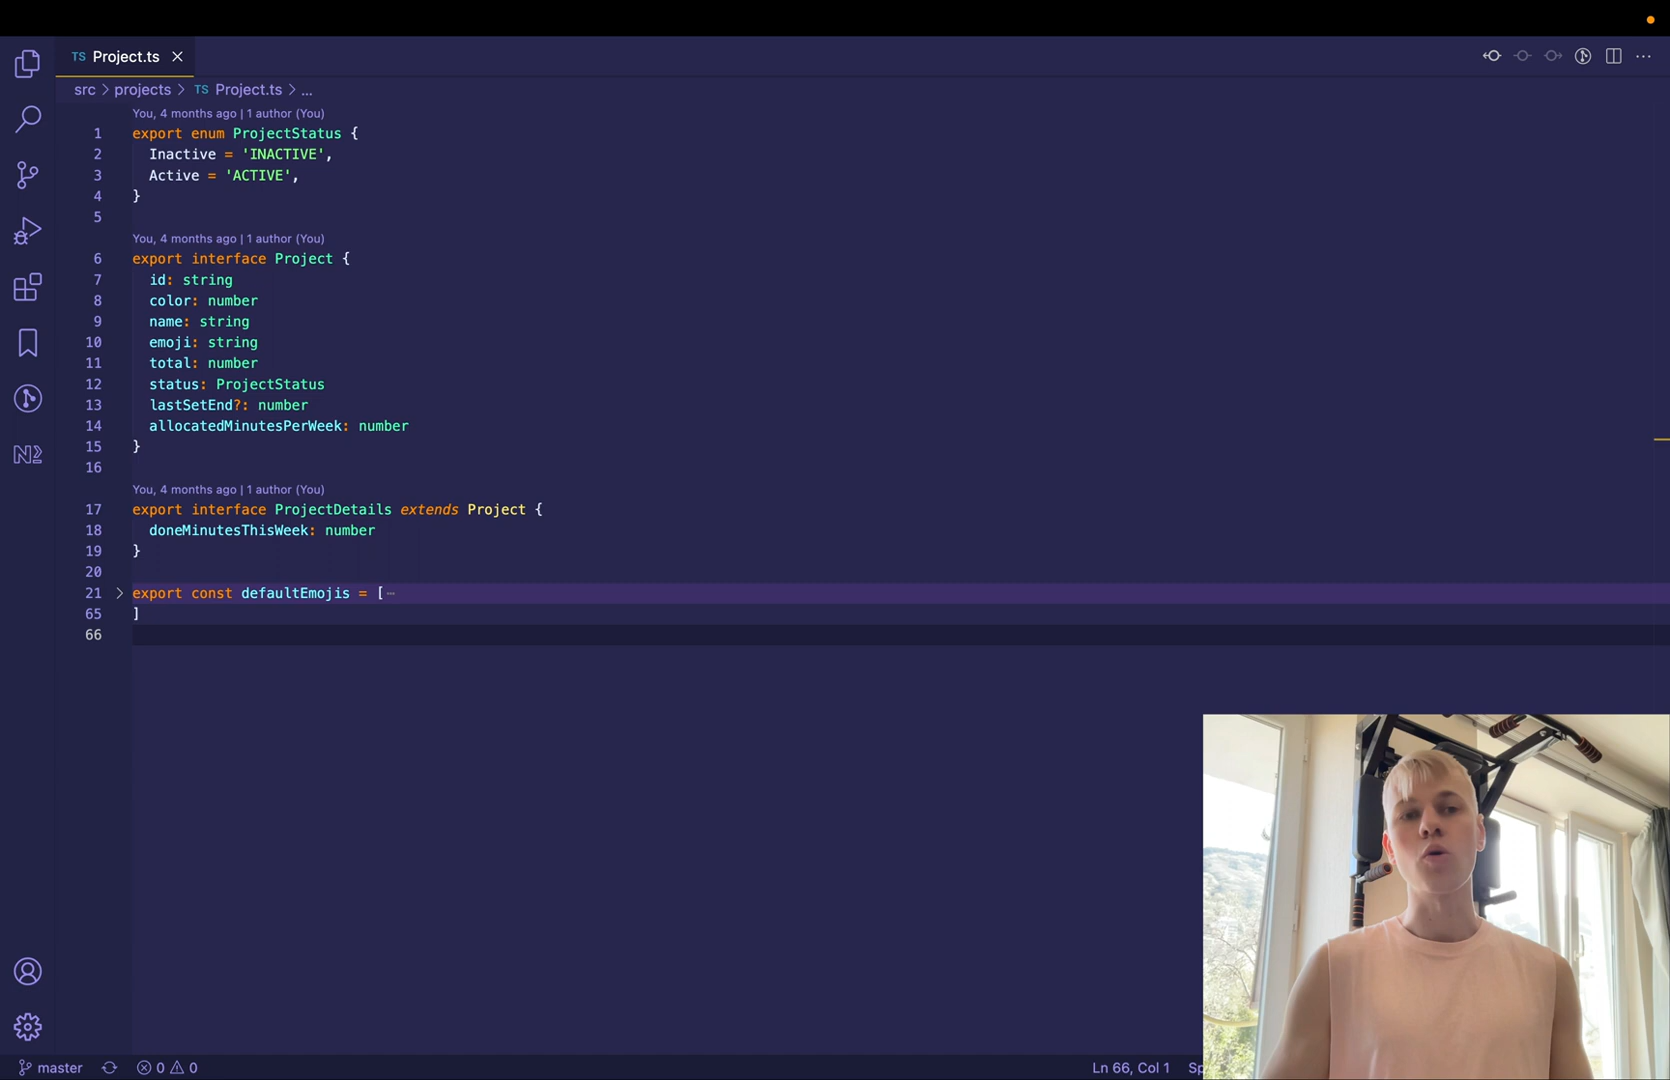 TS Project.ts
src > projects > TS Project.ts > ...
You, 4 months ago | 1 author (You)
1 export enum ProjectStatus {
2 Inactive = 'INACTIVE',
3 Active = 'ACTIVE',
4 }
5
You, 4 months ago | 1 author (You)
6 export interface Project {
7 id: string
8 color: number
9 name: string
10 emoji: string
11 total: number
12 status: ProjectStatus
13 lastSetEnd?: number
14 allocatedMinutesPerWeek: number
15 }
16
You, 4 months ago | 1 author (You)
17 export interface ProjectDetails extends Project {
18 doneMinutesThisWeek: number
19 }
20
21 export const defaultEmojis = [⋯
65 ]
66
master 0 0 Ln 66, Col 1 Sp